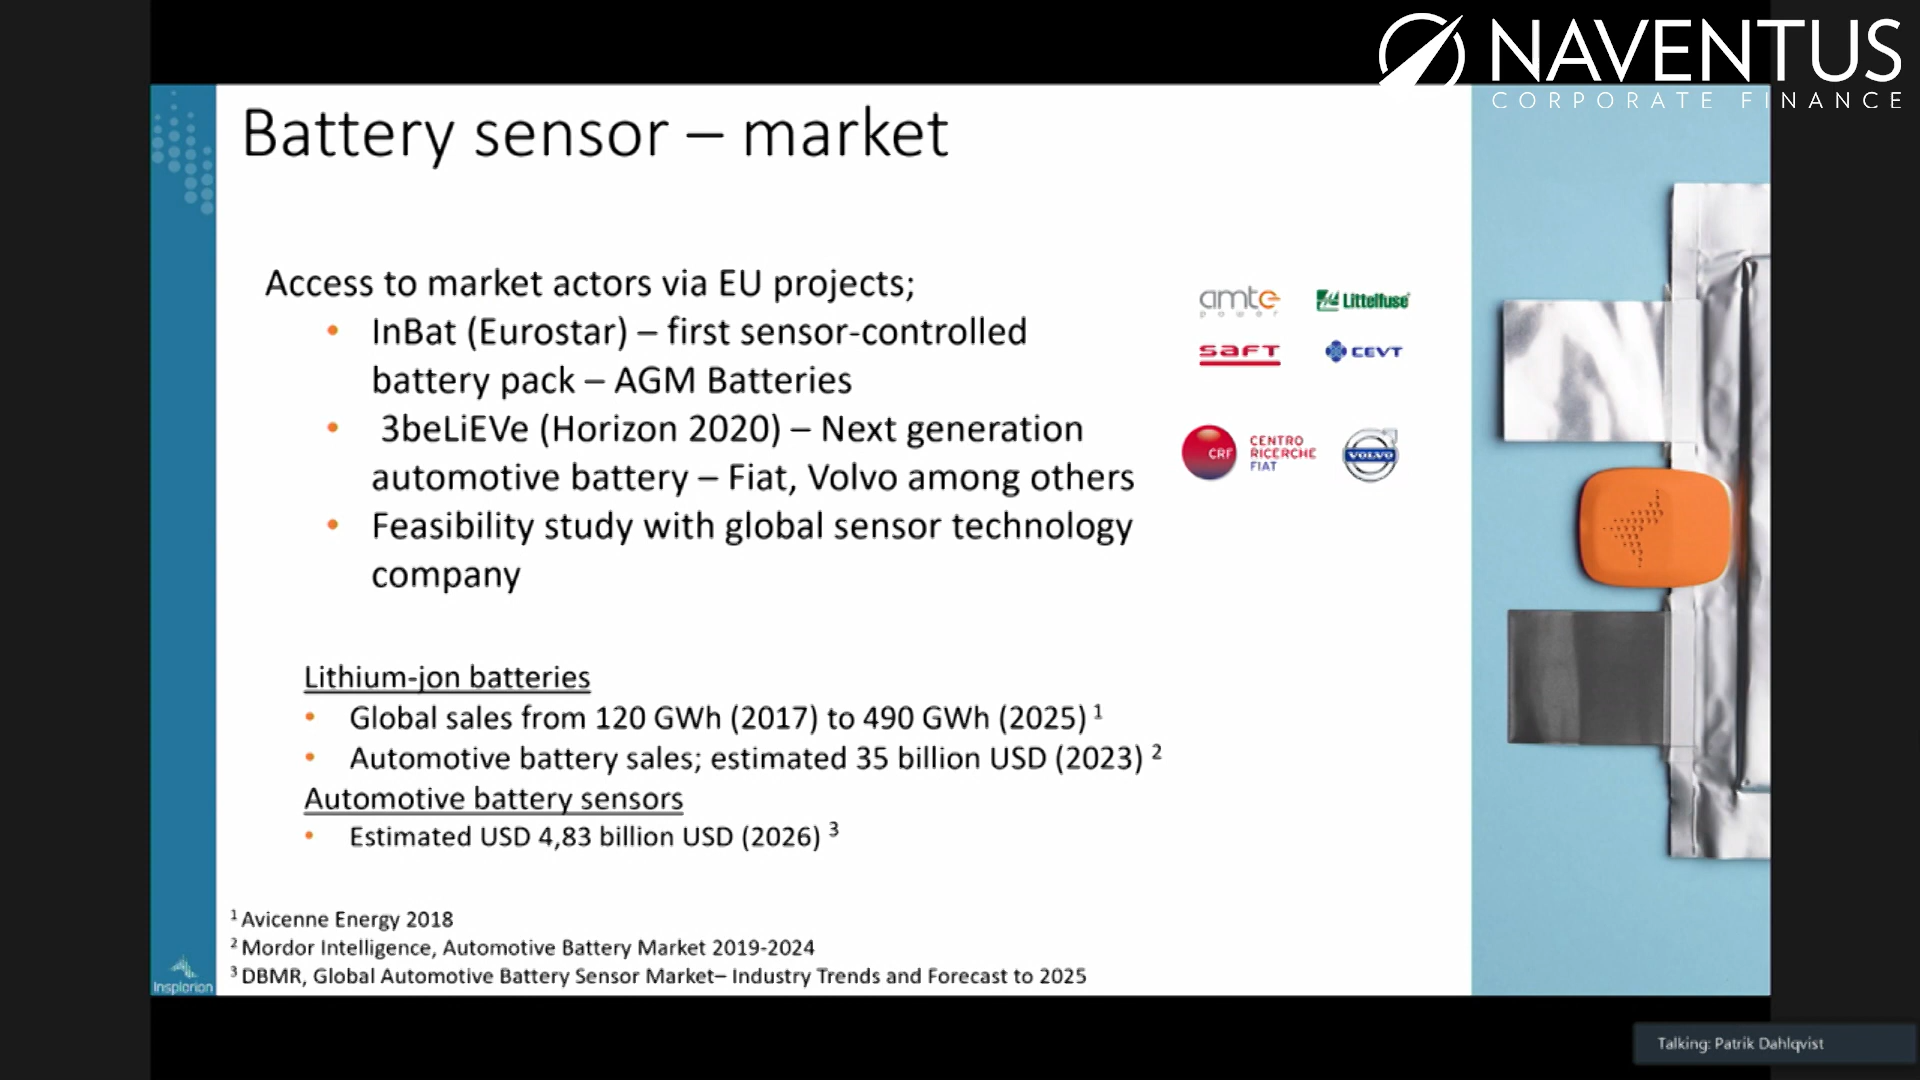 NAVENTUS
CORPORATE FINANCE
Battery sensor – market
Access to market actors via EU projects;
• InBat (Eurostar) – first sensor-controlled
battery pack – AGM Batteries
• 3beLiEVe (Horizon 2020) – Next generation
automotive battery – Fiat, Volvo among others
• Feasibility study with global sensor technology
company
amte
power
Littelfuse
saft
CEVT
CRF
CENTRO
RICERCHE
FIAT
VOLVO
Lithium-jon batteries
• Global sales from 120 GWh (2017) to 490 GWh (2025) 1
• Automotive battery sales; estimated 35 billion USD (2023) 2
Automotive battery sensors
• Estimated USD 4,83 billion USD (2026) 3
1 Avicenne Energy 2018
2 Mordor Intelligence, Automotive Battery Market 2019-2024
3 DBMR, Global Automotive Battery Sensor Market– Industry Trends and Forecast to 2025
Insplorion
Talking: Patrik Dahlqvist